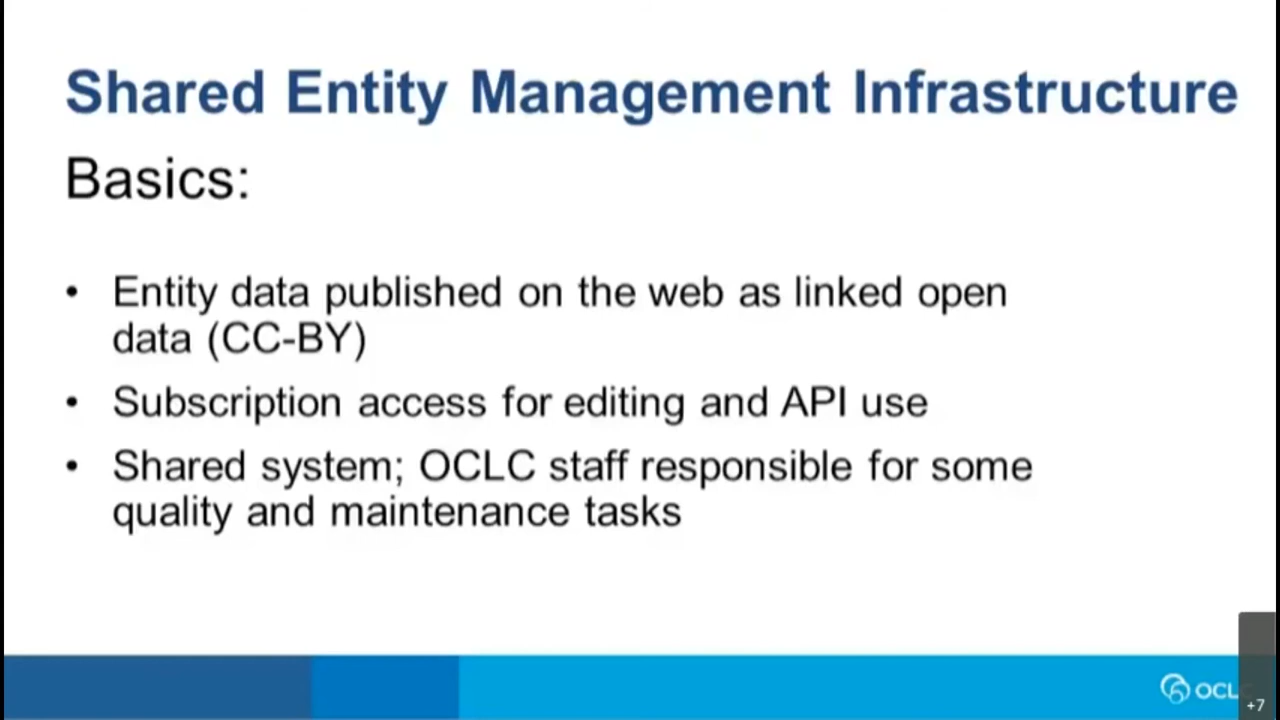 Shared Entity Management Infrastructure
Basics:
• Entity data published on the web as linked open
data (CC-BY)
• Subscription access for editing and API use
• Shared system; OCLC staff responsible for some
quality and maintenance tasks
OCLC
+7